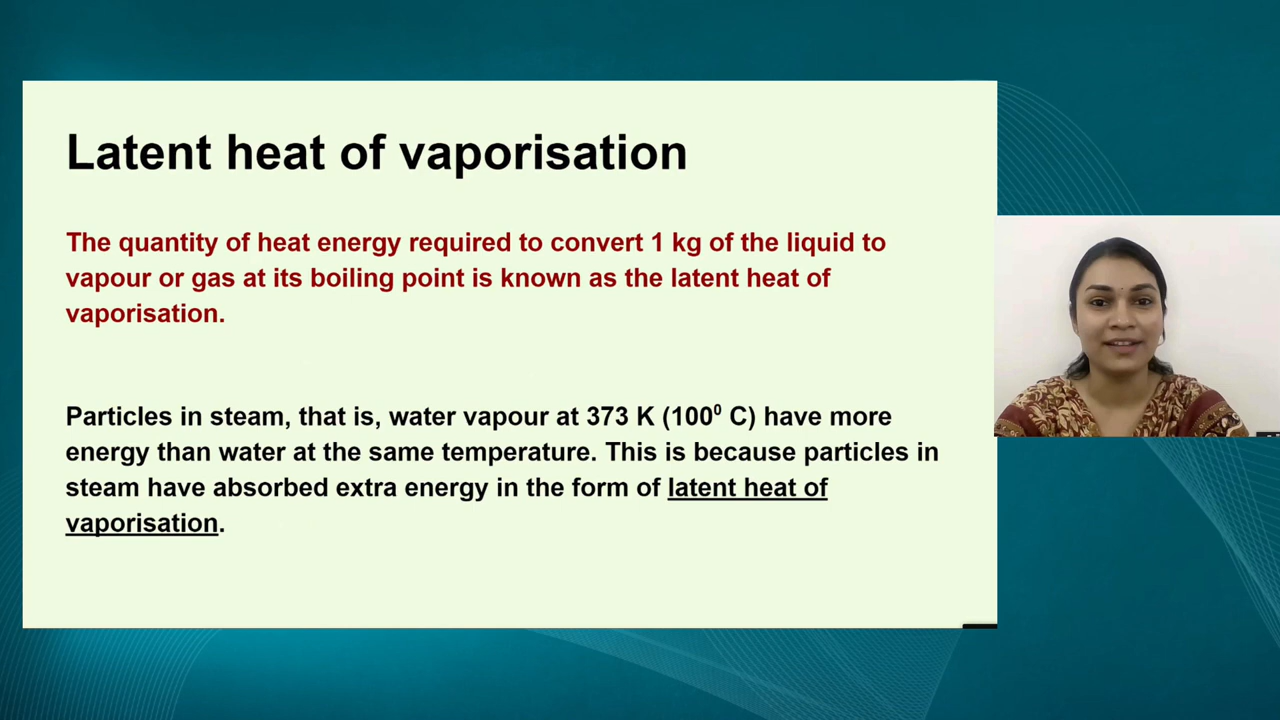 Latent heat of vaporisation
The quantity of heat energy required to convert 1 kg of the liquid to
vapour or gas at its boiling point is known as the latent heat of
vaporisation.
Particles in steam, that is, water vapour at 373 K (100⁰ C) have more
energy than water at the same temperature. This is because particles in
steam have absorbed extra energy in the form of latent heat of
vaporisation.